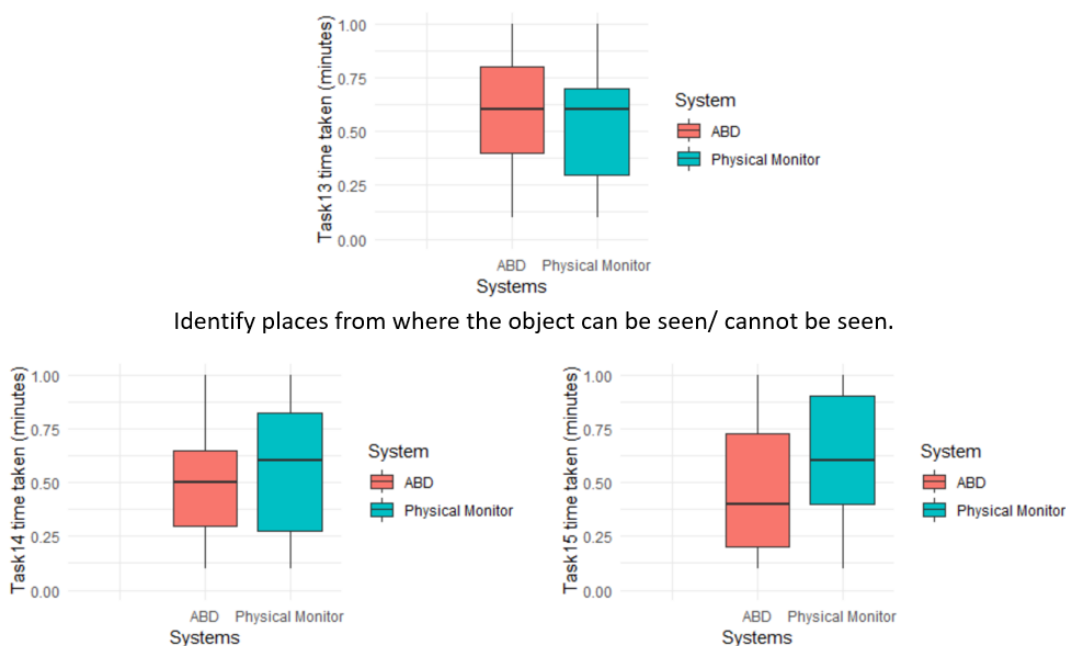 Task13 time taken (minutes)
1.00
0.75
0.50
0.25
0.00
ABD Physical Monitor
Systems
System
ABD
Physical Monitor
Identify places from where the object can be seen/ cannot be seen.
Task14 time taken (minutes)
1.00
0.75
0.50
0.25
0.00
ABD Physical Monitor
Systems
System
ABD
Physical Monitor
Task15 time taken (minutes)
1.00
0.75
0.50
0.25
0.00
ABD Physical Monitor
Systems
System
ABD
Physical Monitor